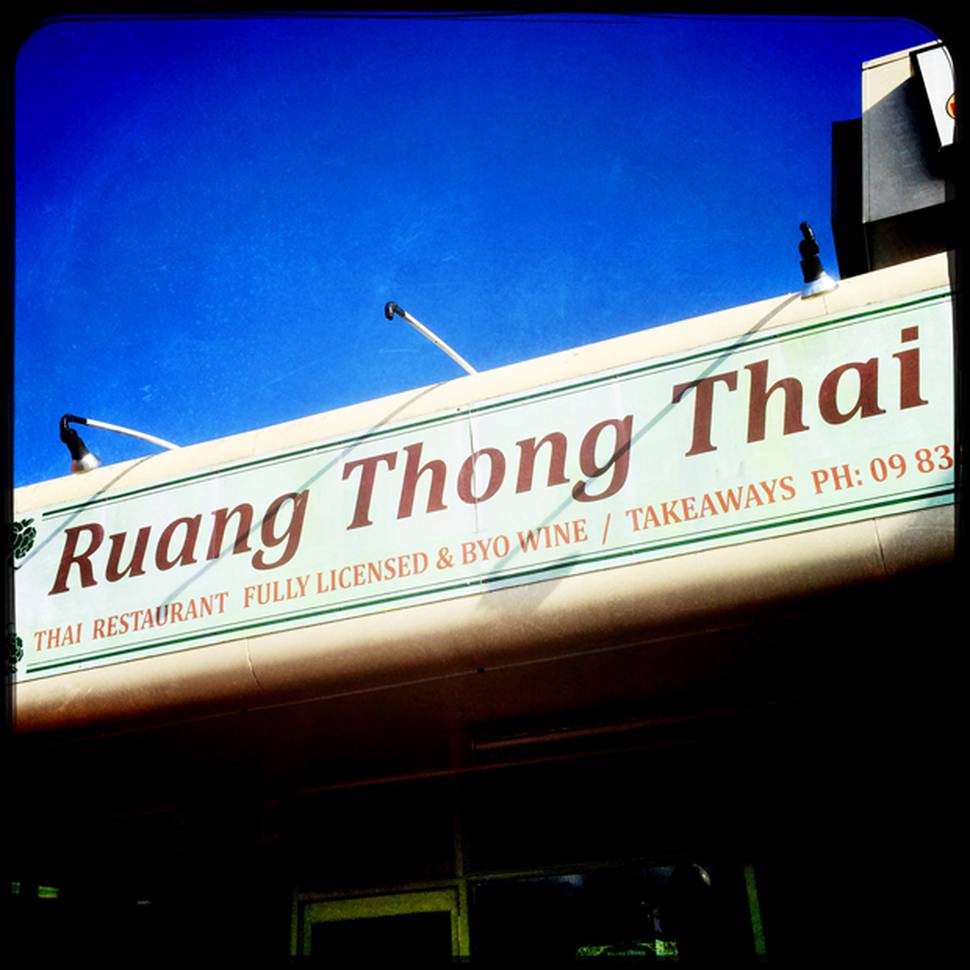 Ruang Thong Thai
THAI RESTAURANT FULLY LICENSED & BYO WINE / TAKEAWAYS PH: 09 83